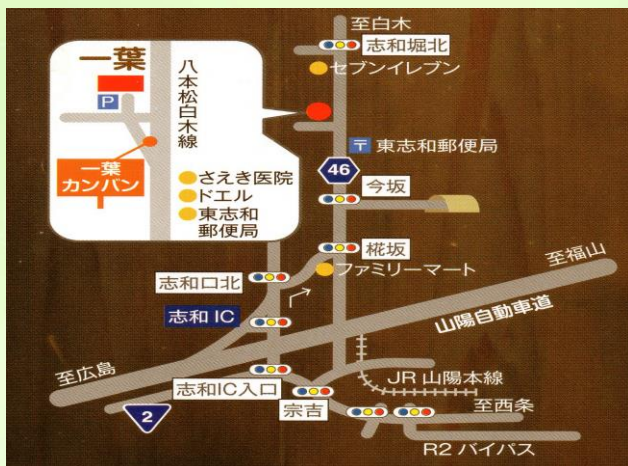 至白木
志和堀北
セブンイレブン
一葉
P
八本松白木線
一葉
カンバン
さえき医院
ドエル
東志和
郵便局
〒 東志和郵便局
46
今坂
椛坂
ファミリーマート
至福山
志和口北
志和 IC
山陽自動車道
至広島
志和IC入口
JR 山陽本線
2
宗吉
至西条
R2 バイパス